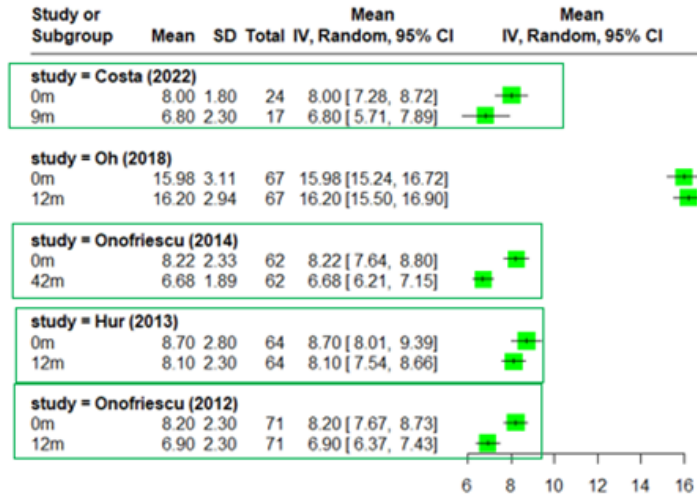 Study or Mean Mean
Subgroup Mean SD Total IV, Random, 95% CI IV, Random, 95% CI
study = Costa (2022)
0m 8.00 1.80 24 8.00 [ 7.28, 8.72]
9m 6.80 2.30 17 6.80 [ 5.71, 7.89]
study = Oh (2018)
0m 15.98 3.11 67 15.98 [15.24, 16.72]
12m 16.20 2.94 67 16.20 [15.50, 16.90]
study = Onofriescu (2014)
0m 8.22 2.33 62 8.22 [ 7.64, 8.80]
42m 6.68 1.89 62 6.68 [ 6.21, 7.15]
study = Hur (2013)
0m 8.70 2.80 64 8.70 [ 8.01, 9.39]
12m 8.10 2.30 64 8.10 [ 7.54, 8.66]
study = Onofriescu (2012)
0m 8.20 2.30 71 8.20 [ 7.67, 8.73]
12m 6.90 2.30 71 6.90 [ 6.37, 7.43]
6 8 10 12 14 16